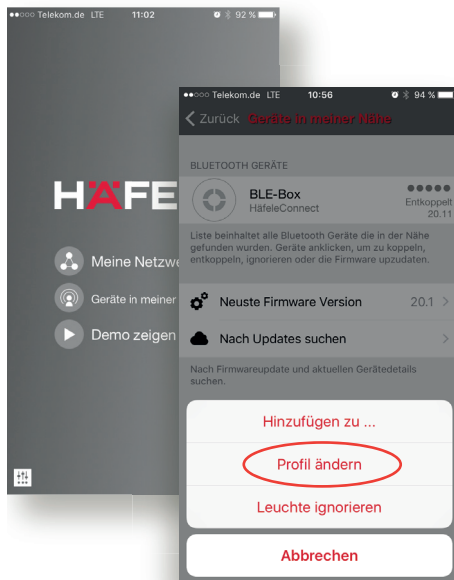 ●●○○○ Telekom.de LTE 11:02 92 %
HÄFE
Meine Netzwe
Geräte in meiner
Demo zeigen
●●○○○ Telekom.de LTE 10:56 94 %
Zurück Geräte in meiner Nähe
BLUETOOTH GERÄTE
BLE-Box
HäfeleConnect
Entkoppelt
20.11
Liste beinhaltet alle Bluetooth Geräte die in der Nähe
gefunden wurden. Geräte anklicken, um zu koppeln,
entkoppeln, ignorieren oder die Firmware upzudaten.
Neuste Firmware Version 20.1
Nach Updates suchen
Nach Firmwareupdate und aktuellen Gerätedetails
suchen.
Hinzufügen zu ...
Profil ändern
Leuchte ignorieren
Abbrechen